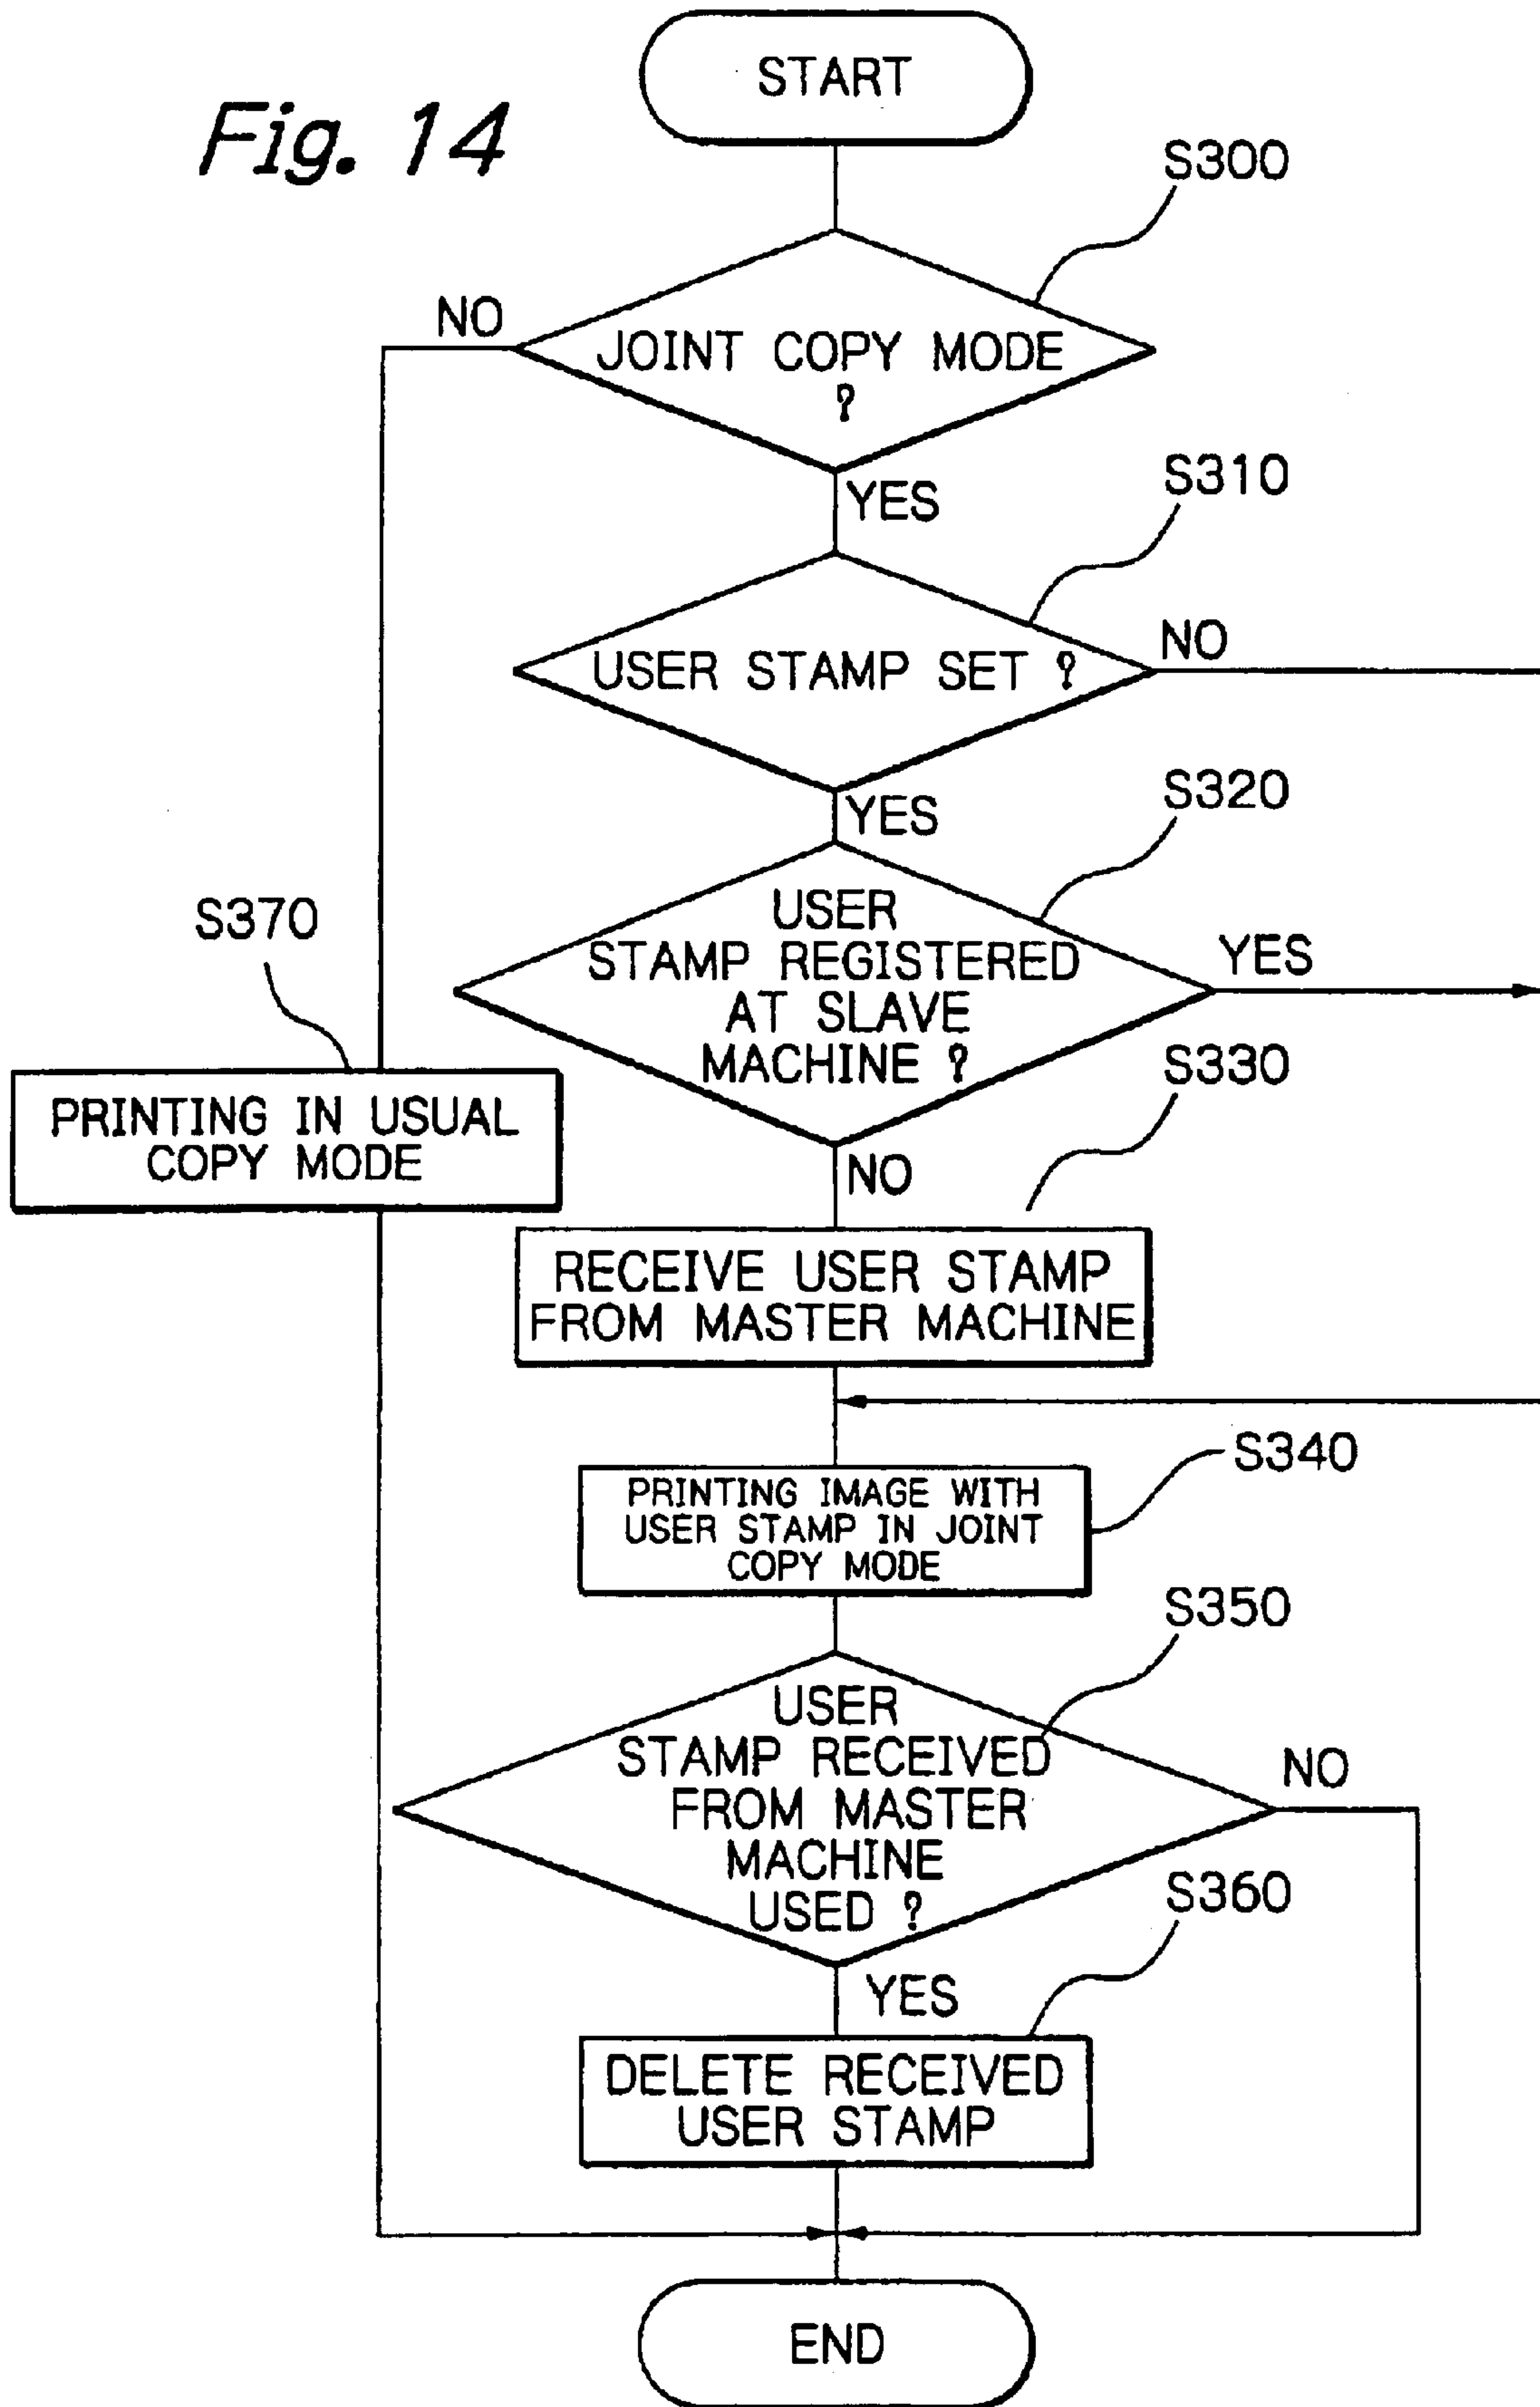 START
Fig. 14
S300
NO
JOINT COPY MODE
?
YES
S310
USER STAMP SET ?
NO
YES
S320
USER
STAMP REGISTERED
AT SLAVE
MACHINE ?
YES
S370
PRINTING IN USUAL
COPY MODE
S330
NO
RECEIVE USER STAMP
FROM MASTER MACHINE
S340
PRINTING IMAGE WITH
USER STAMP IN JOINT
COPY MODE
S350
USER
STAMP RECEIVED
FROM MASTER
MACHINE
USED ?
NO
S360
YES
DELETE RECEIVED
USER STAMP
END